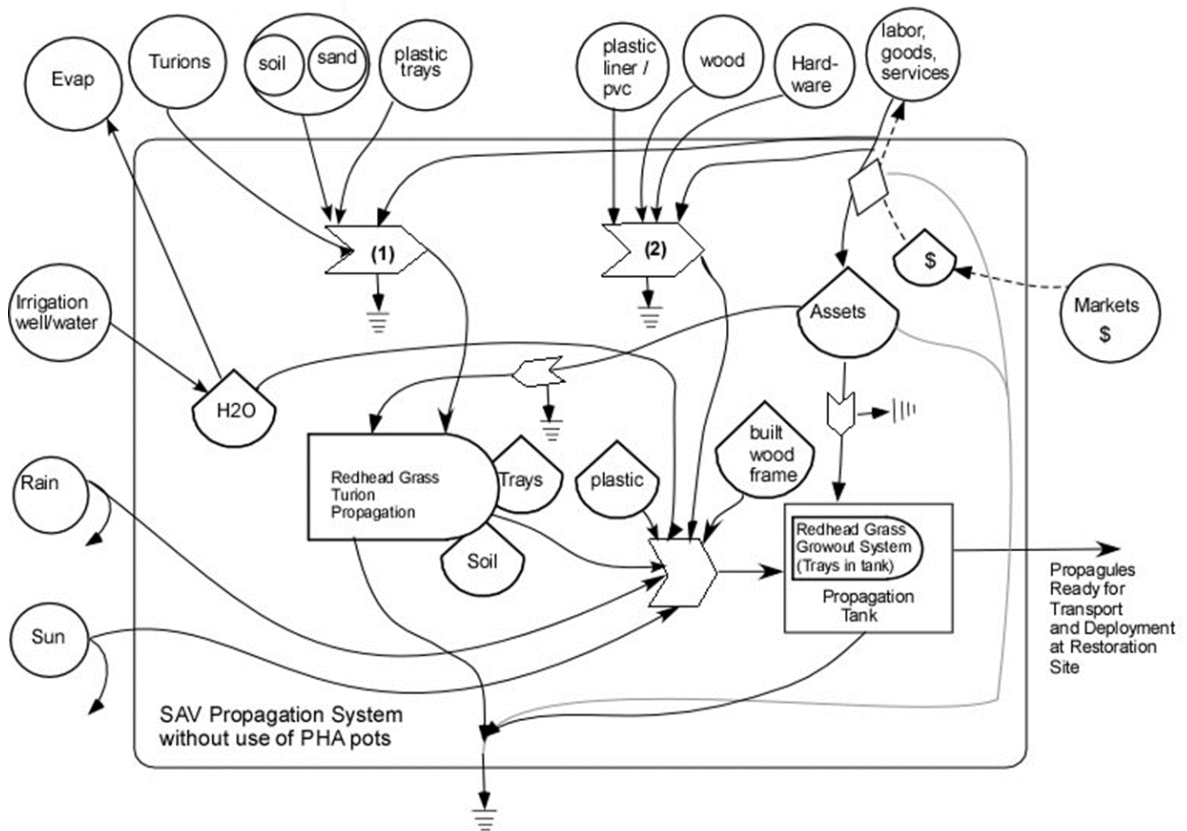 Evap
Turions
soil
sand
plastic
trays
plastic
liner /
pvc
wood
Hard-
ware
labor,
goods,
services
(1)
(2)
$
Markets
$
Assets
Irrigation
well/water
H2O
built
wood
frame
Redhead Grass
Turion
Propagation
Trays
plastic
Soil
Rain
Redhead Grass
Growout System
(Trays in tank)
Propagation
Tank
Propagules
Ready for
Transport
and Deployment
at Restoration
Site
Sun
SAV Propagation System
without use of PHA pots